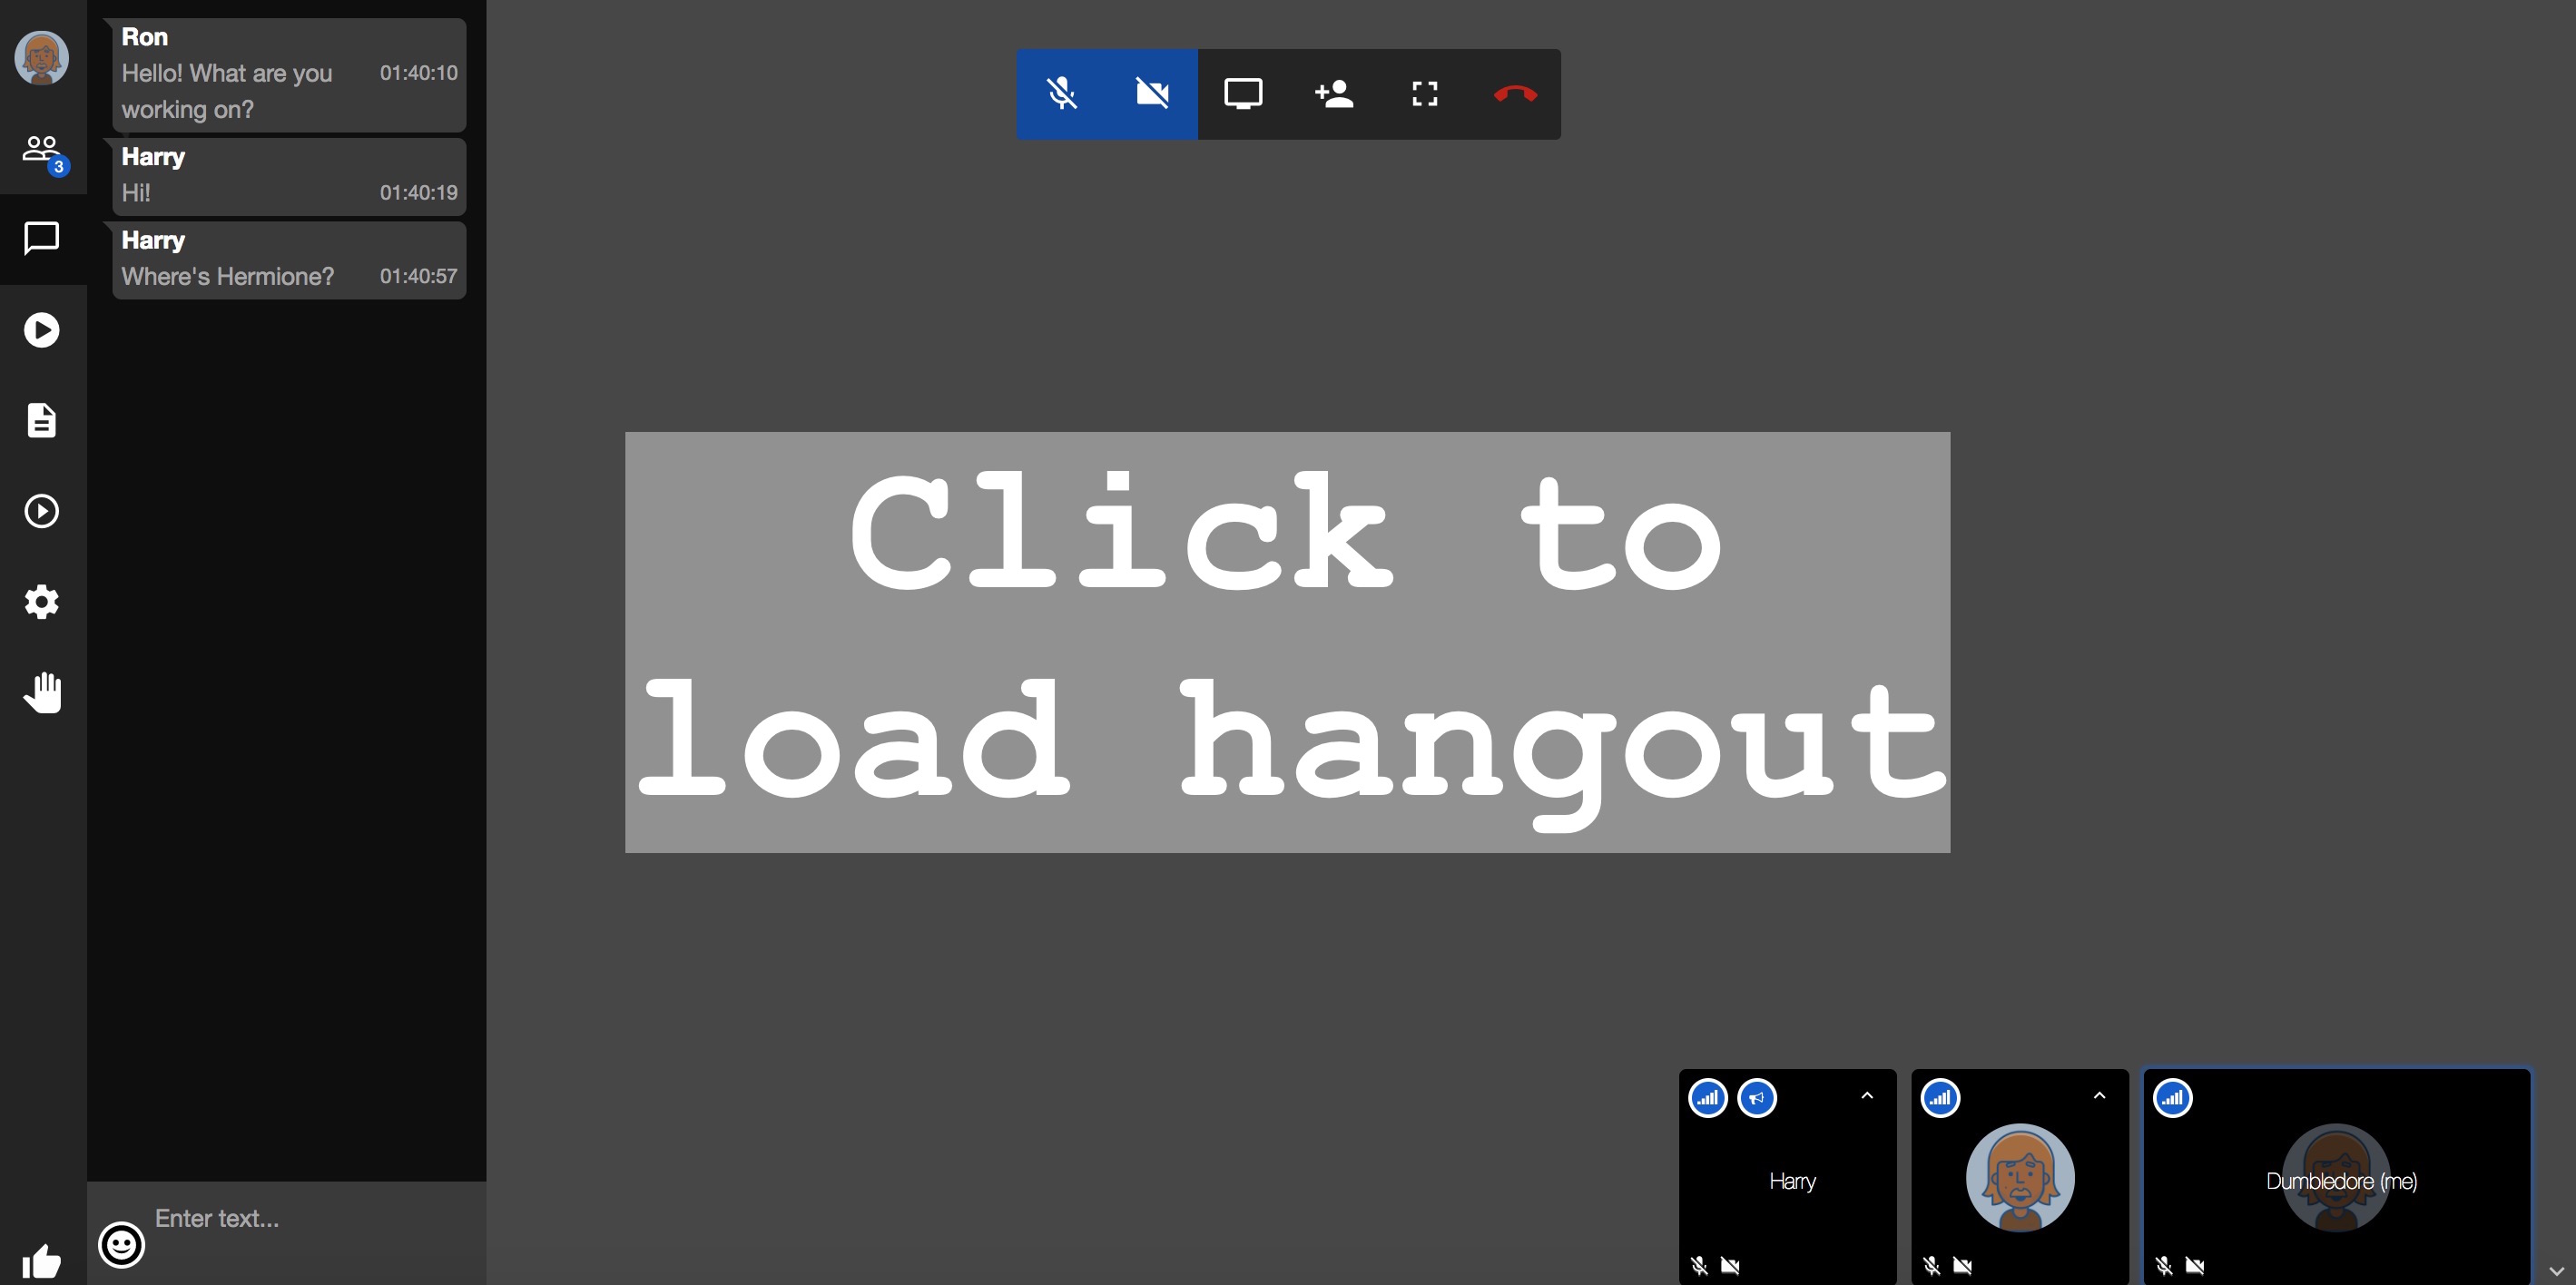 Ron
Hello! What are you 01:40:10
working on?
3
Harry
Hi! 01:40:19
Harry
Where's Hermione? 01:40:57
Click to
load hangout
Harry
Dumbledore (me)
Enter text...